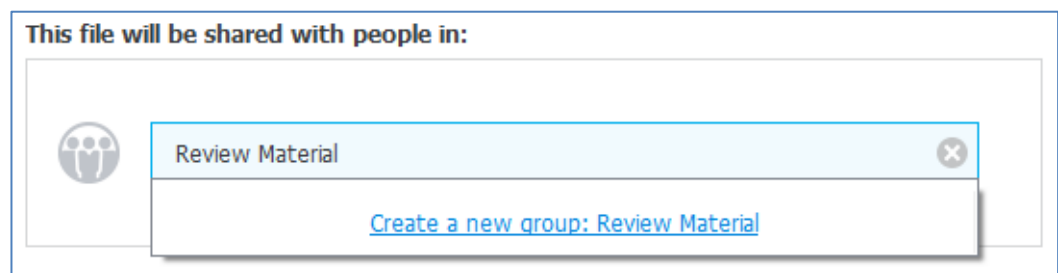 This file will be shared with people in:
Review Material
Create a new group: Review Material